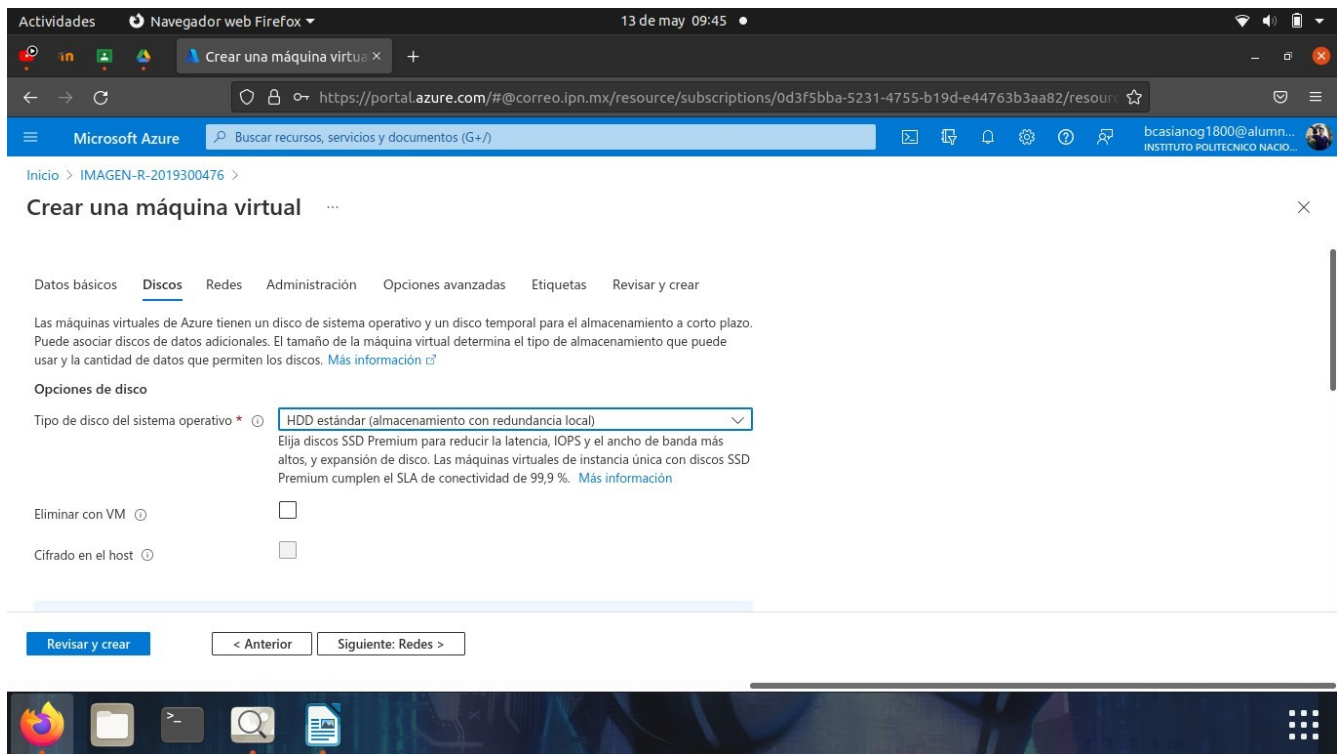 Actividades Navegador web Firefox 13 de may 09:45
Crear una máquina virtua
https://portal.azure.com/#@correo.ipn.mx/resource/subscriptions/0d3f5bba-5231-4755-b19d-e44763b3aa82/resourc
Microsoft Azure Buscar recursos, servicios y documentos (G+/) bcasianog1800@alumn...
INSTITUTO POLITECNICO NACIO...
Inicio > IMAGEN-R-2019300476 >
Crear una máquina virtual ...
Datos básicos Discos Redes Administración Opciones avanzadas Etiquetas Revisar y crear
Las máquinas virtuales de Azure tienen un disco de sistema operativo y un disco temporal para el almacenamiento a corto plazo.
Puede asociar discos de datos adicionales. El tamaño de la máquina virtual determina el tipo de almacenamiento que puede
usar y la cantidad de datos que permiten los discos. Más información
Opciones de disco
Tipo de disco del sistema operativo * HDD estándar (almacenamiento con redundancia local)
Elija discos SSD Premium para reducir la latencia, IOPS y el ancho de banda más
altos, y expansión de disco. Las máquinas virtuales de instancia única con discos SSD
Premium cumplen el SLA de conectividad de 99,9 %. Más información
Eliminar con VM
Cifrado en el host
Revisar y crear < Anterior Siguiente: Redes >